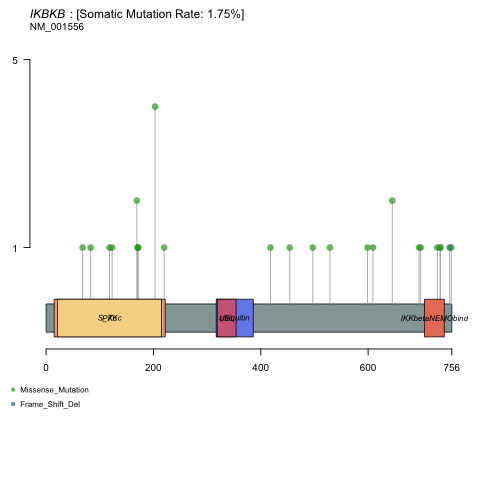 IKBKB : [Somatic Mutation Rate: 1.75%]
NM_001556
5
1
IKKbetaNEMObind
0
200
400
600
756
Missense_Mutation
Frame_Shift_Del